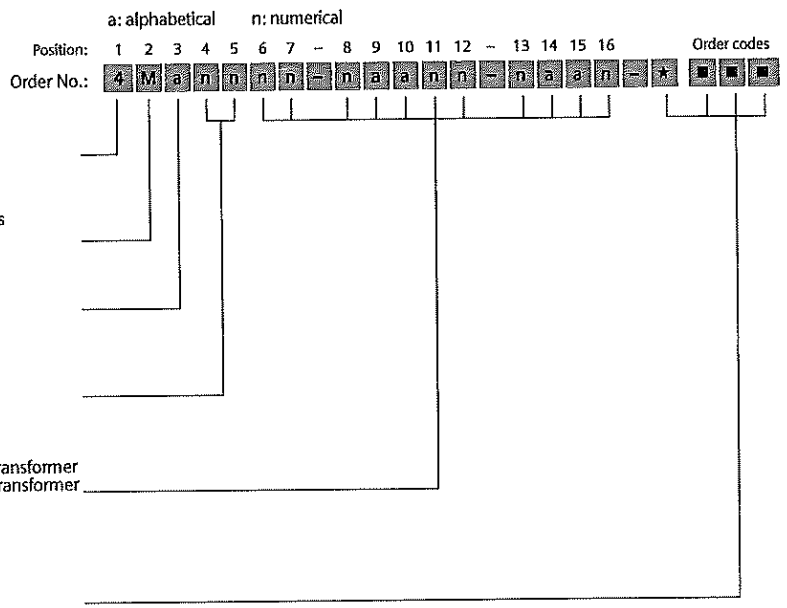 a: alphabetical n: numerical
Position: 1 2 3 4 5 6 7 – 8 9 10 11 12 – 13 14 15 16 Order codes
Order No.: 4 M a n n n n – n a a n n – n a a n – ★ ■ ■ ■
s
ransformer
ransformer